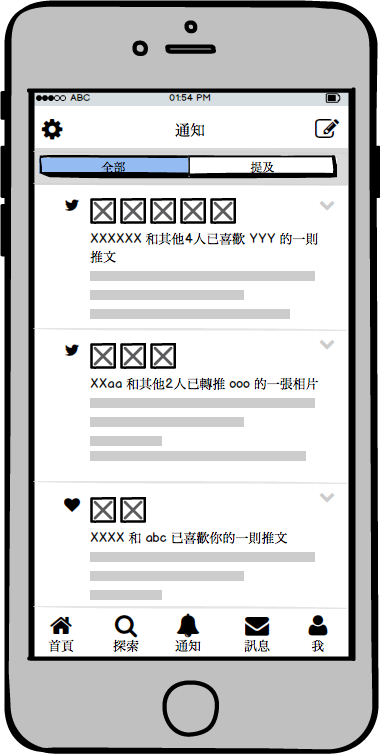 ABC 01:54 PM
通知
全部 提及
XXXXXX 和其他4人已喜歡 YYY 的一則
推文
XXaa 和其他2人已轉推 ooo 的一張相片
XXXX 和 abc 已喜歡你的一則推文
首頁 探索 通知 訊息 我